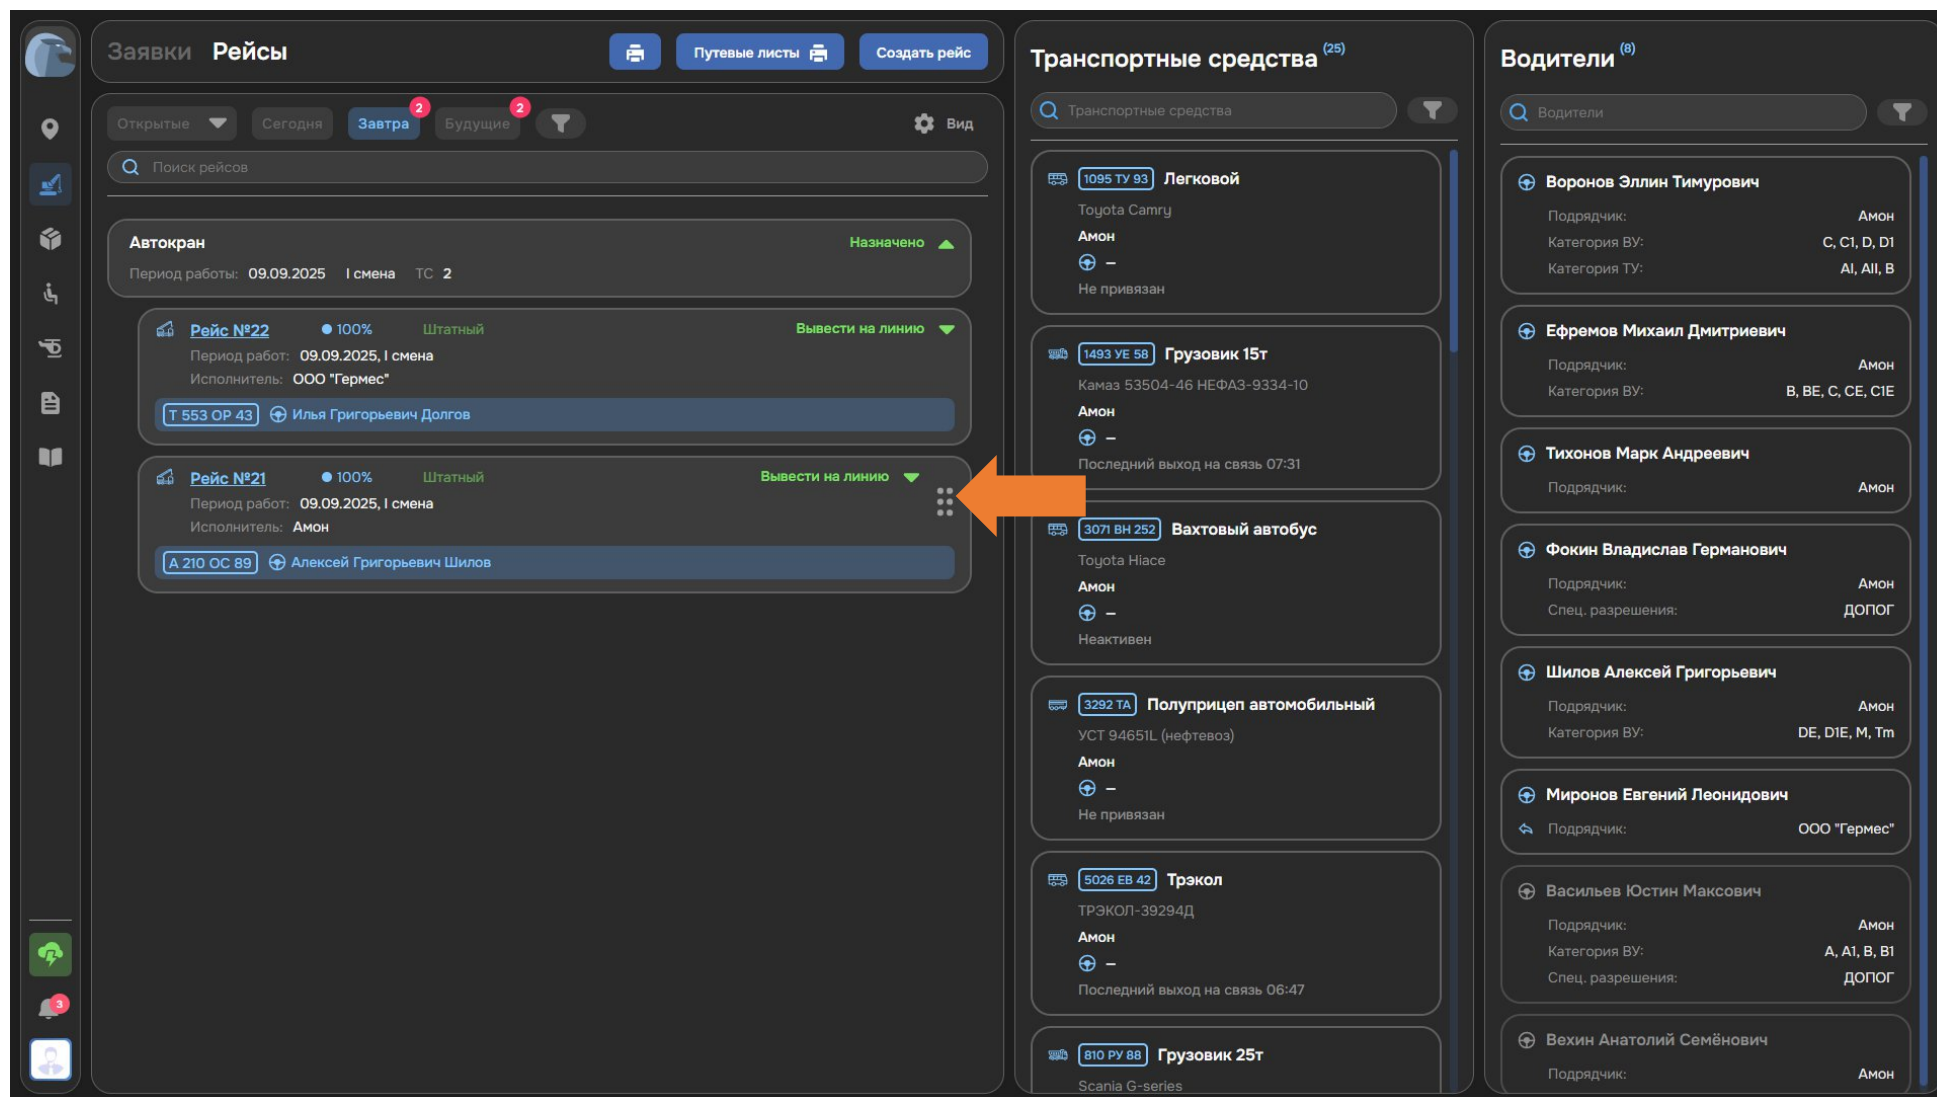 Заявки Рейсы
Путевые листы
Создать рейс
Открытые
Сегодня
Завтра
2
Будущие
2
Вид
Поиск рейсов
Автокран
Назначено
Период работы: 09.09.2025 I смена ТС 2
Рейс №22
100%
Штатный
Вывести на линию
Период работ: 09.09.2025, I смена
Исполнитель: ООО "Гермес"
Т 553 ОР 43 Илья Григорьевич Долгов
Рейс №21
100%
Штатный
Вывести на линию
Период работ: 09.09.2025, I смена
Исполнитель: Амон
А 210 ОС 89 Алексей Григорьевич Шилов
3
Транспортные средства (25)
Транспортные средства
1095 ТУ 93 Легковой
Toyota Camry
Амон
–
Не привязан
1493 УЕ 58 Грузовик 15т
Камаз 53504-46 НЕФАЗ-9334-10
Амон
–
Последний выход на связь 07:31
3071 ВН 252 Вахтовый автобус
Toyota Hiace
Амон
–
Неактивен
3292 ТА Полуприцеп автомобильный
УСТ 94651L (нефтевоз)
Амон
–
Не привязан
5026 ЕВ 42 Трэкол
ТРЭКОЛ-39294Д
Амон
–
Последний выход на связь 06:47
810 РУ 88 Грузовик 25т
Scania G-series
Водители (8)
Водители
Воронов Эллин Тимурович
Подрядчик: Амон
Категория ВУ: C, C1, D, D1
Категория ТУ: AI, AII, B
Ефремов Михаил Дмитриевич
Подрядчик: Амон
Категория ВУ: B, BE, C, CE, C1E
Тихонов Марк Андреевич
Подрядчик: Амон
Фокин Владислав Германович
Подрядчик: Амон
Спец. разрешения: ДОПОГ
Шилов Алексей Григорьевич
Подрядчик: Амон
Категория ВУ: DE, D1E, M, Tm
Миронов Евгений Леонидович
Подрядчик: ООО "Гермес"
Васильев Юстин Максович
Подрядчик: Амон
Категория ВУ: A, A1, B, B1
Спец. разрешения: ДОПОГ
Вехин Анатолий Семёнович
Подрядчик: Амон